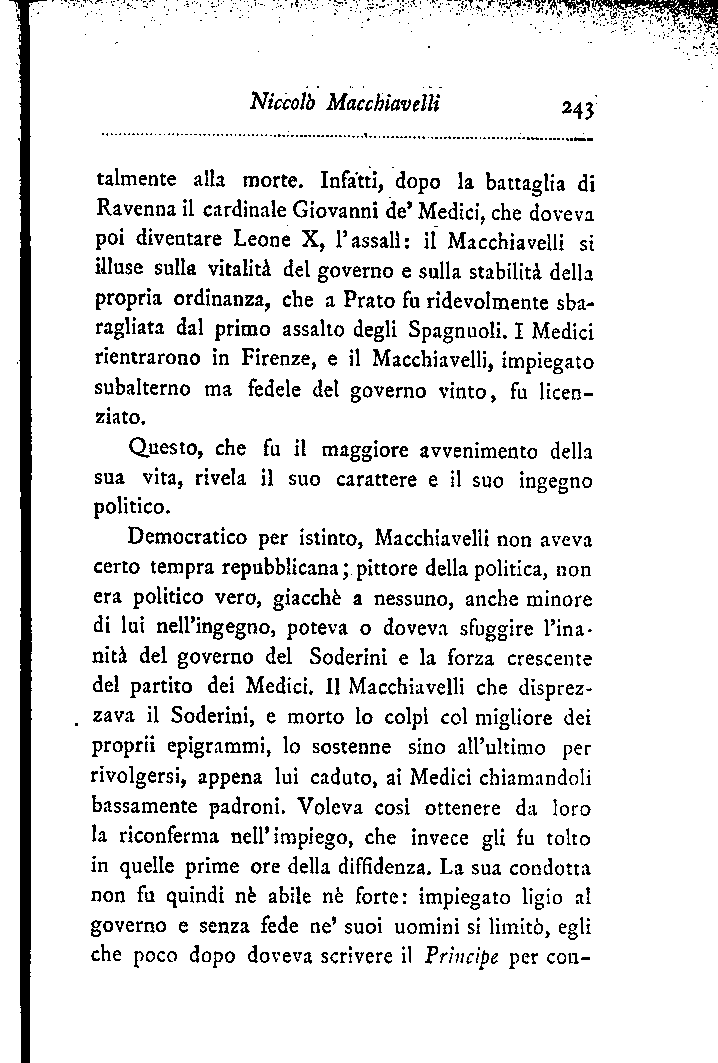 Niccolò Macchiavelli 243
talmente alla morte. Infatti, dopo la battaglia di
Ravenna il cardinale Giovanni de' Medici, che doveva
poi diventare Leone X, l'assalì: il Macchiavelli si
illuse sulla vitalità del governo e sulla stabilità della
propria ordinanza, che a Prato fu ridevolmente sba-
ragliata dal primo assalto degli Spagnuoli. I Medici
rientrarono in Firenze, e il Macchiavelli, impiegato
subalterno ma fedele del governo vinto, fu licen-
ziato.
Questo, che fu il maggiore avvenimento della
sua vita, rivela il suo carattere e il suo ingegno
politico.
Democratico per istinto, Macchiavelli non aveva
certo tempra repubblicana; pittore della politica, non
era politico vero, giacchè a nessuno, anche minore
di lui nell'ingegno, poteva o doveva sfuggire l'ina-
nità del governo del Soderini e la forza crescente
del partito dei Medici. Il Macchiavelli che disprez-
zava il Soderini, e morto lo colpì col migliore dei
proprii epigrammi, lo sostenne sino all'ultimo per
rivolgersi, appena lui caduto, ai Medici chiamandoli
bassamente padroni. Voleva così ottenere da loro
la riconferma nell'impiego, che invece gli fu tolto
in quelle prime ore della diffidenza. La sua condotta
non fu quindi nè abile nè forte: impiegato ligio al
governo e senza fede ne' suoi uomini si limitò, egli
che poco dopo doveva scrivere il Principe per con-